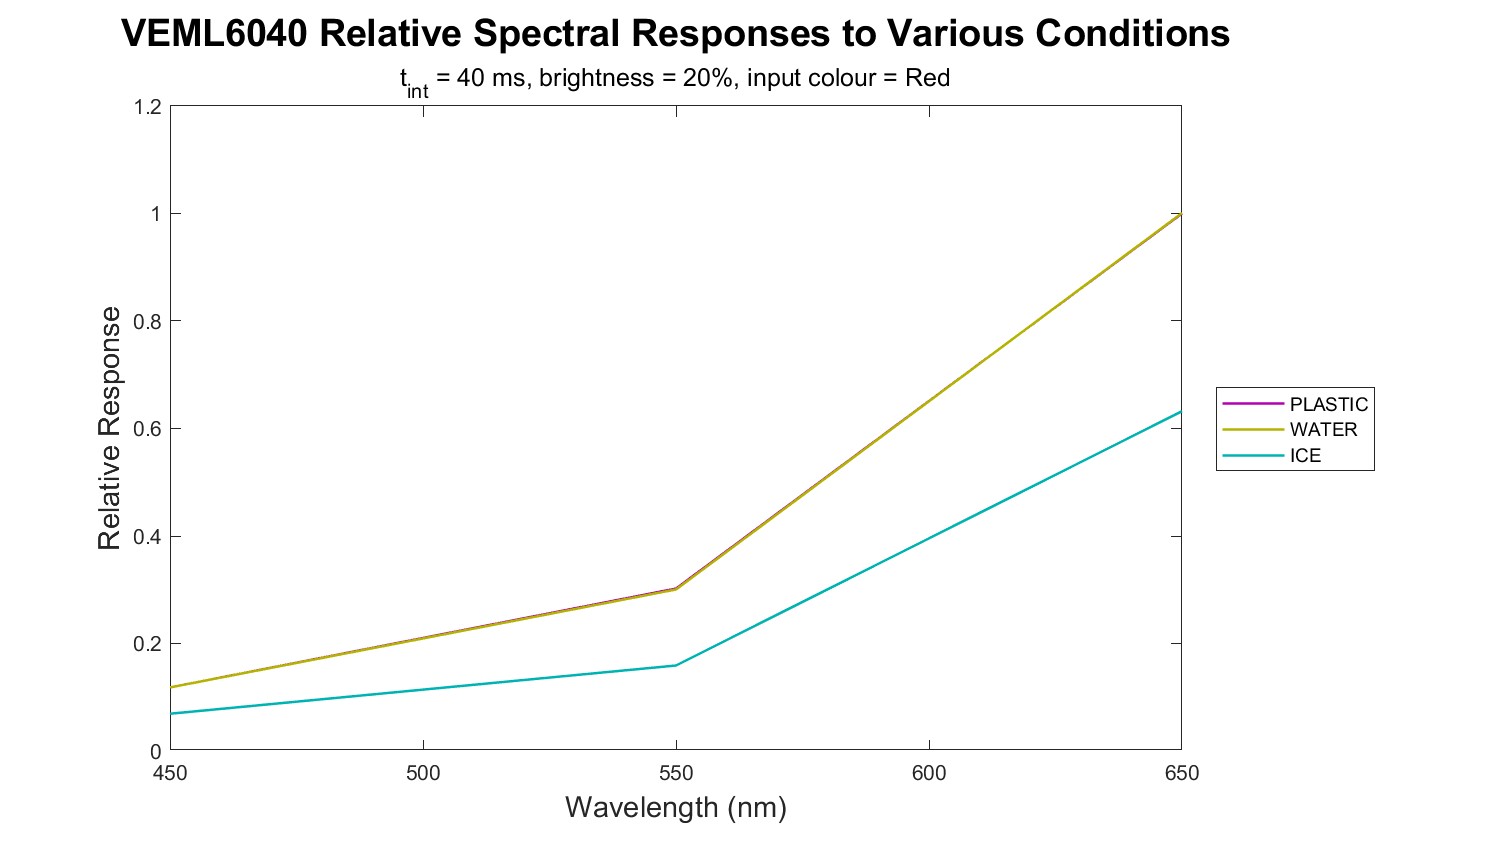 VEML6040 Relative Spectral Responses to Various Conditions
t_int = 40 ms, brightness = 20%, input colour = Red
1.2
1
0.8
0.6
0.4
0.2
0
Relative Response
450 500 550 600 650
Wavelength (nm)
PLASTIC
WATER
ICE